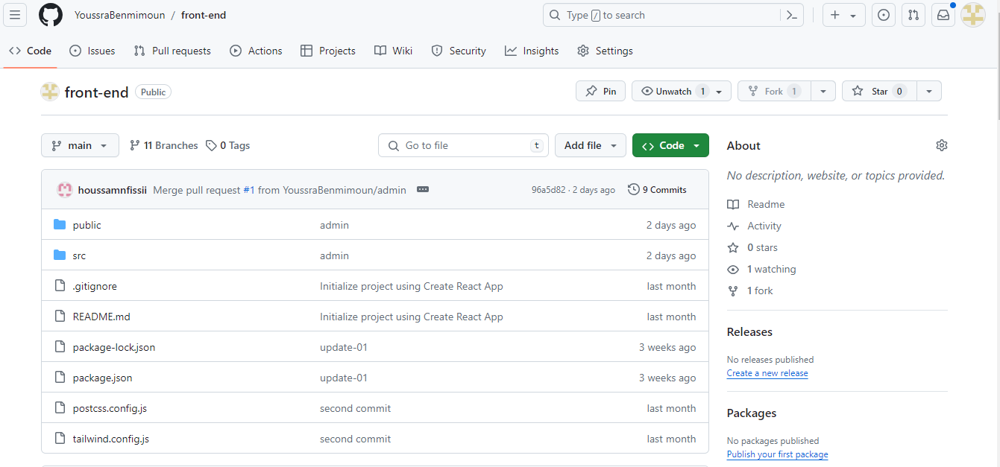 YoussraBenmimoun / front-end
Type / to search
Code Issues Pull requests Actions Projects Wiki Security Insights Settings
front-end Public
Pin Unwatch 1 Fork 1 Star 0
main 11 Branches 0 Tags Go to file t Add file Code
houssamnfissii Merge pull request #1 from YoussraBenmimoun/admin 96a5d82 · 2 days ago 9 Commits
public admin 2 days ago
src admin 2 days ago
.gitignore Initialize project using Create React App last month
README.md Initialize project using Create React App last month
package-lock.json update-01 3 weeks ago
package.json update-01 3 weeks ago
postcss.config.js second commit last month
tailwind.config.js second commit last month
About
No description, website, or topics provided.
Readme
Activity
0 stars
1 watching
1 fork
Releases
No releases published
Create a new release
Packages
No packages published
Publish your first package